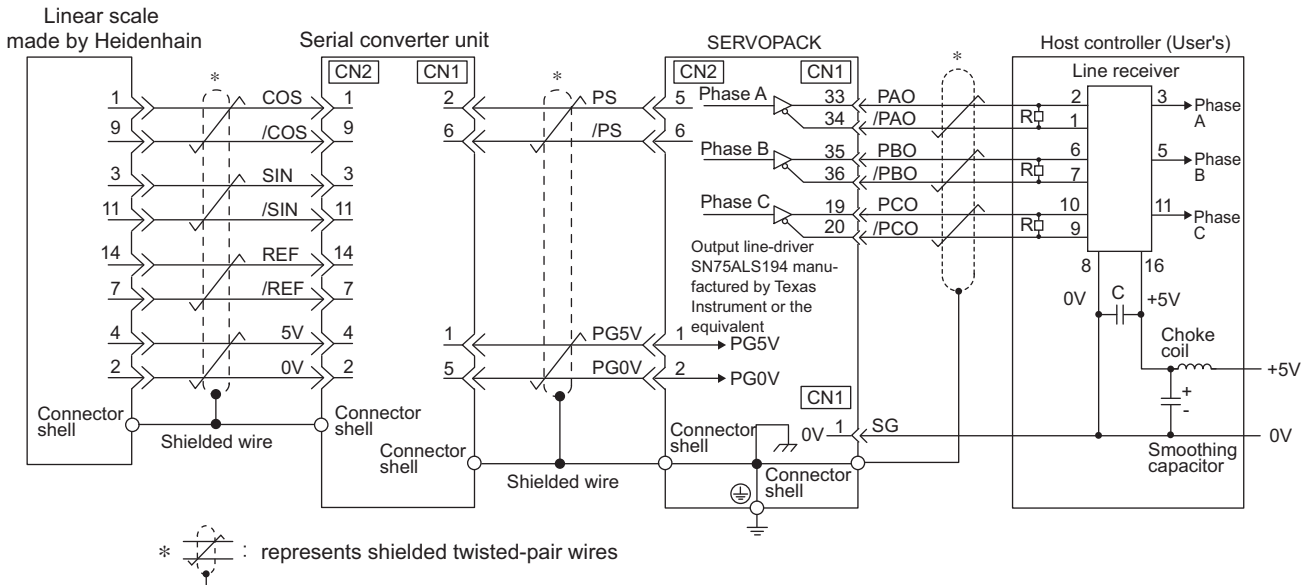 Linear scale
made by Heidenhain
Serial converter unit
SERVOPACK
Host controller (User's)
*
CN2
CN1
*
CN2
CN1
*
Line receiver
1
COS
1
2
PS
5
Phase A
33
PAO
2
3
Phase
A
34
/PAO
R
1
9
/COS
9
6
/PS
6
Phase B
35
PBO
6
5
Phase
B
36
/PBO
R
7
3
SIN
3
Phase C
19
PCO
10
11
Phase
C
20
/PCO
R
9
11
/SIN
11
Output line-driver
SN75ALS194 manu-
factured by Texas
Instrument or the
equivalent
14
REF
14
8
16
7
/REF
7
0V
C
+5V
4
5V
4
1
PG5V
1
PG5V
Choke
coil
+5V
2
0V
2
5
PG0V
2
PG0V
+
-
CN1
Connector
shell
Shielded wire
Connector
shell
Connector
shell
Shielded wire
Connector
shell
0V
1
SG
0V
Connector
shell
Smoothing
capacitor
* : represents shielded twisted-pair wires